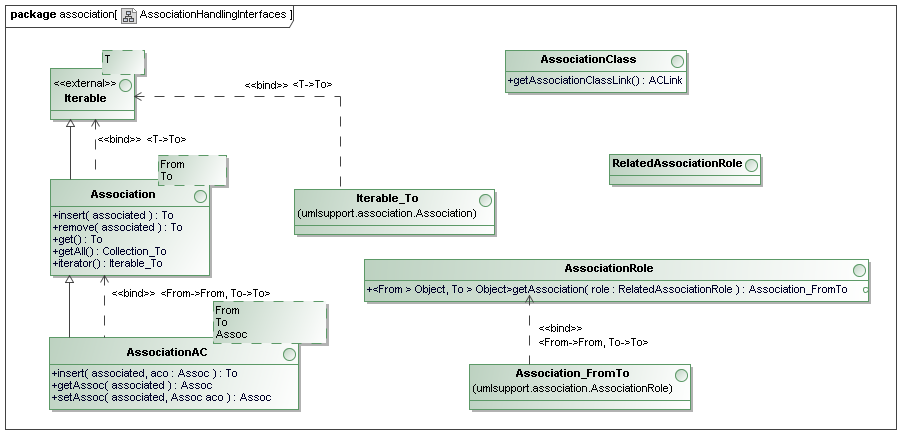 package association[ AssociationHandlingInterfaces ]
T
<<external>>
Iterable
<<bind>> <T->To>
<<bind>> <T->To>
From
To
Association
+insert( associated ) : To
+remove( associated ) : To
+get() : To
+getAll() : Collection_To
+iterator() : Iterable_To
<<bind>> <From->From, To->To>
From
To
Assoc
AssociationAC
+insert( associated, aco : Assoc ) : To
+getAssoc( associated ) : Assoc
+setAssoc( associated, Assoc aco ) : Assoc
Iterable_To
(umlsupport.association.Association)
AssociationClass
+getAssociationClassLink() : ACLink
RelatedAssociationRole
AssociationRole
+<From > Object, To > Object>getAssociation( role : RelatedAssociationRole ) : Association_FromTo
<<bind>>
<From->From, To->To>
Association_FromTo
(umlsupport.association.AssociationRole)